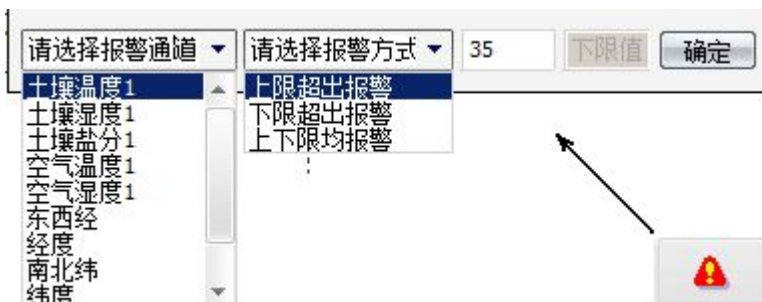 请选择报警通道 请选择报警方式 35 下限值 确定
土壤温度1 上限超出报警
土壤湿度1 下限超出报警
土壤盐分1 上下限均报警
空气温度1
空气湿度1
东西经
经度
南北纬
纬度